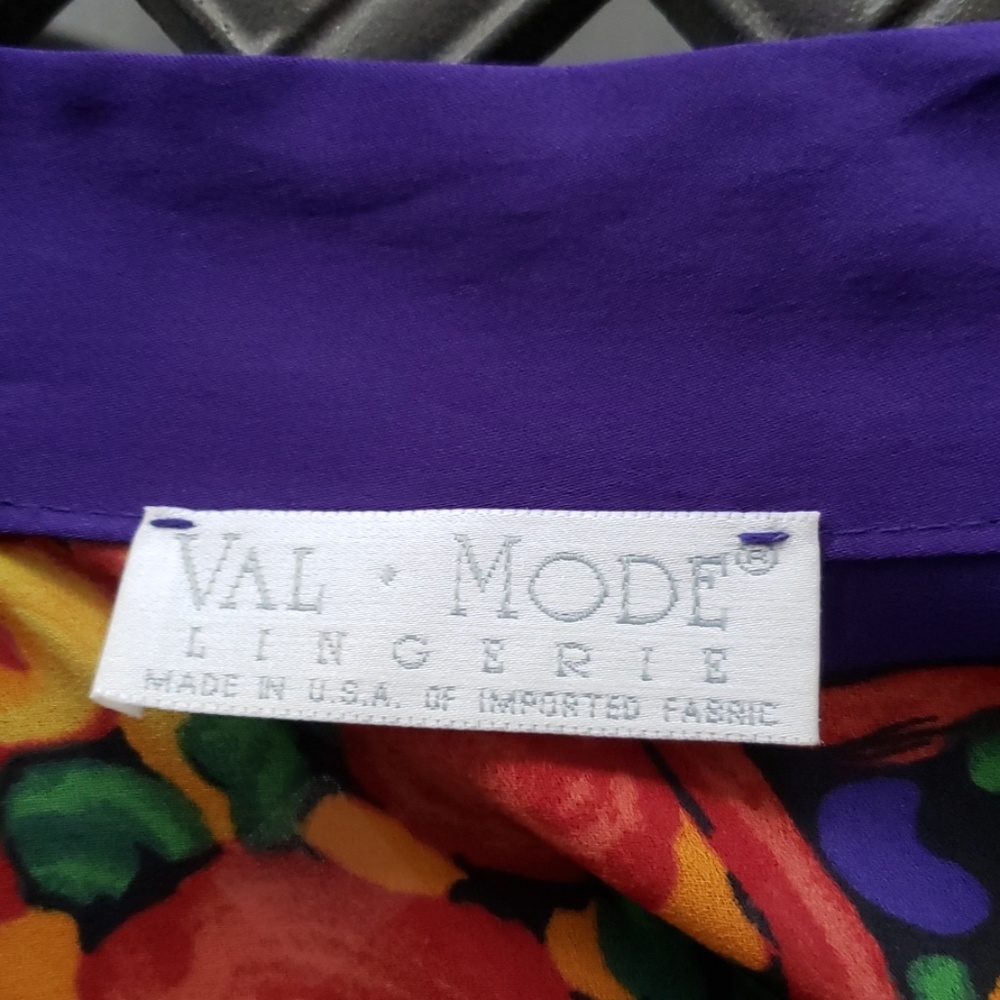 VAL · MODE®
LINGERIE
MADE IN U.S.A. OF IMPORTED FABRIC